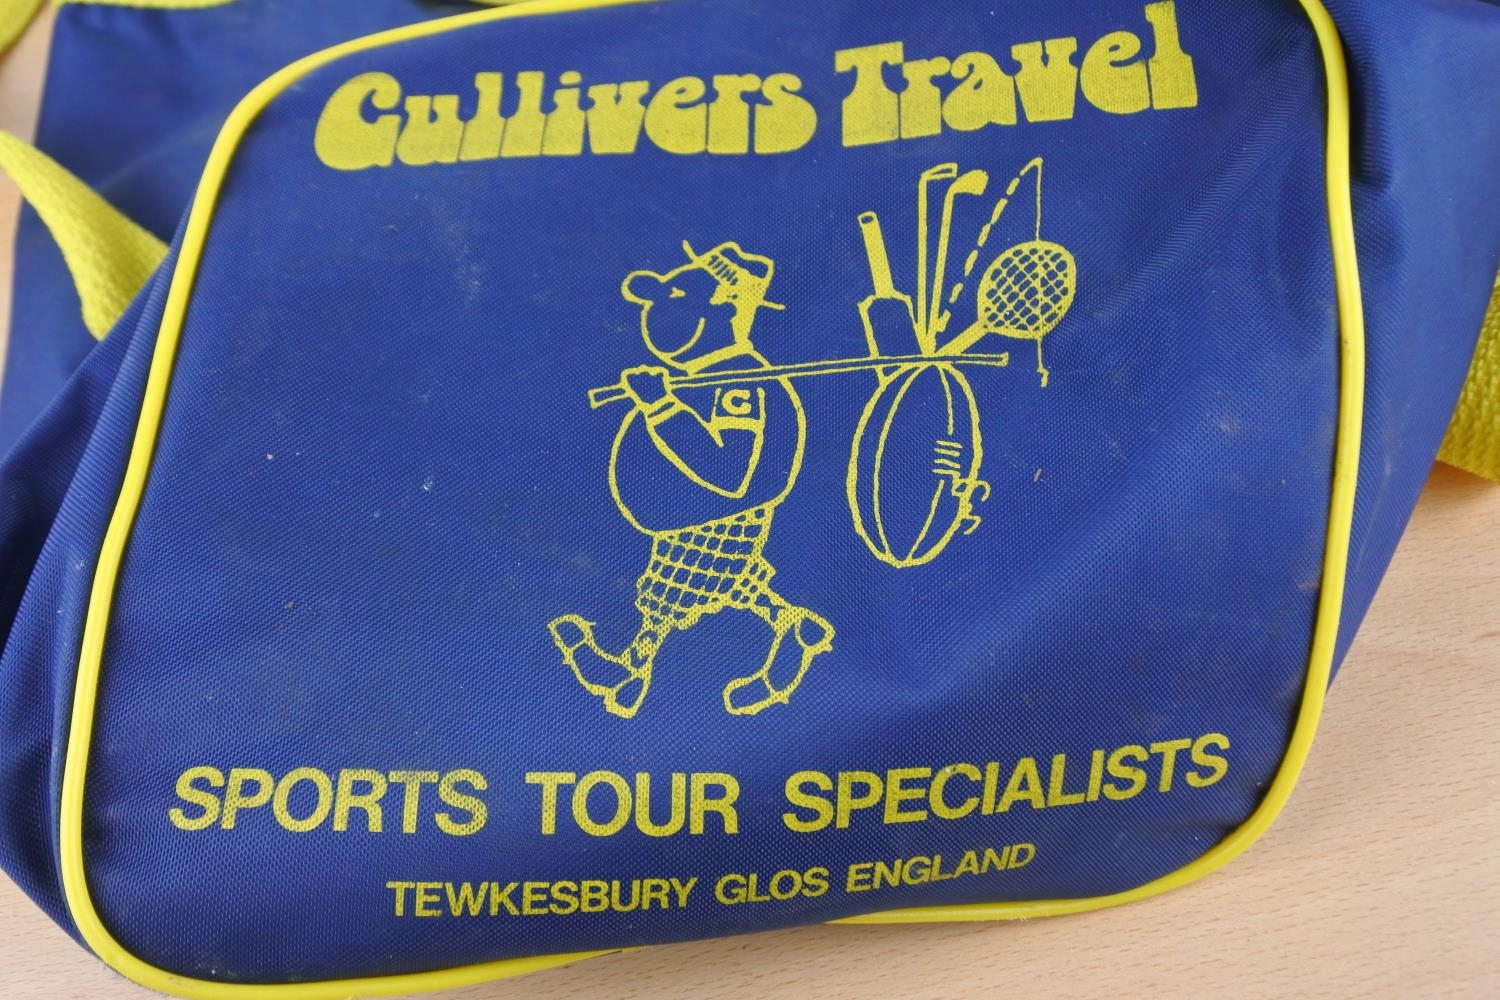 Gullivers Travel
G
SPORTS TOUR SPECIALISTS
TEWKESBURY GLOS ENGLAND